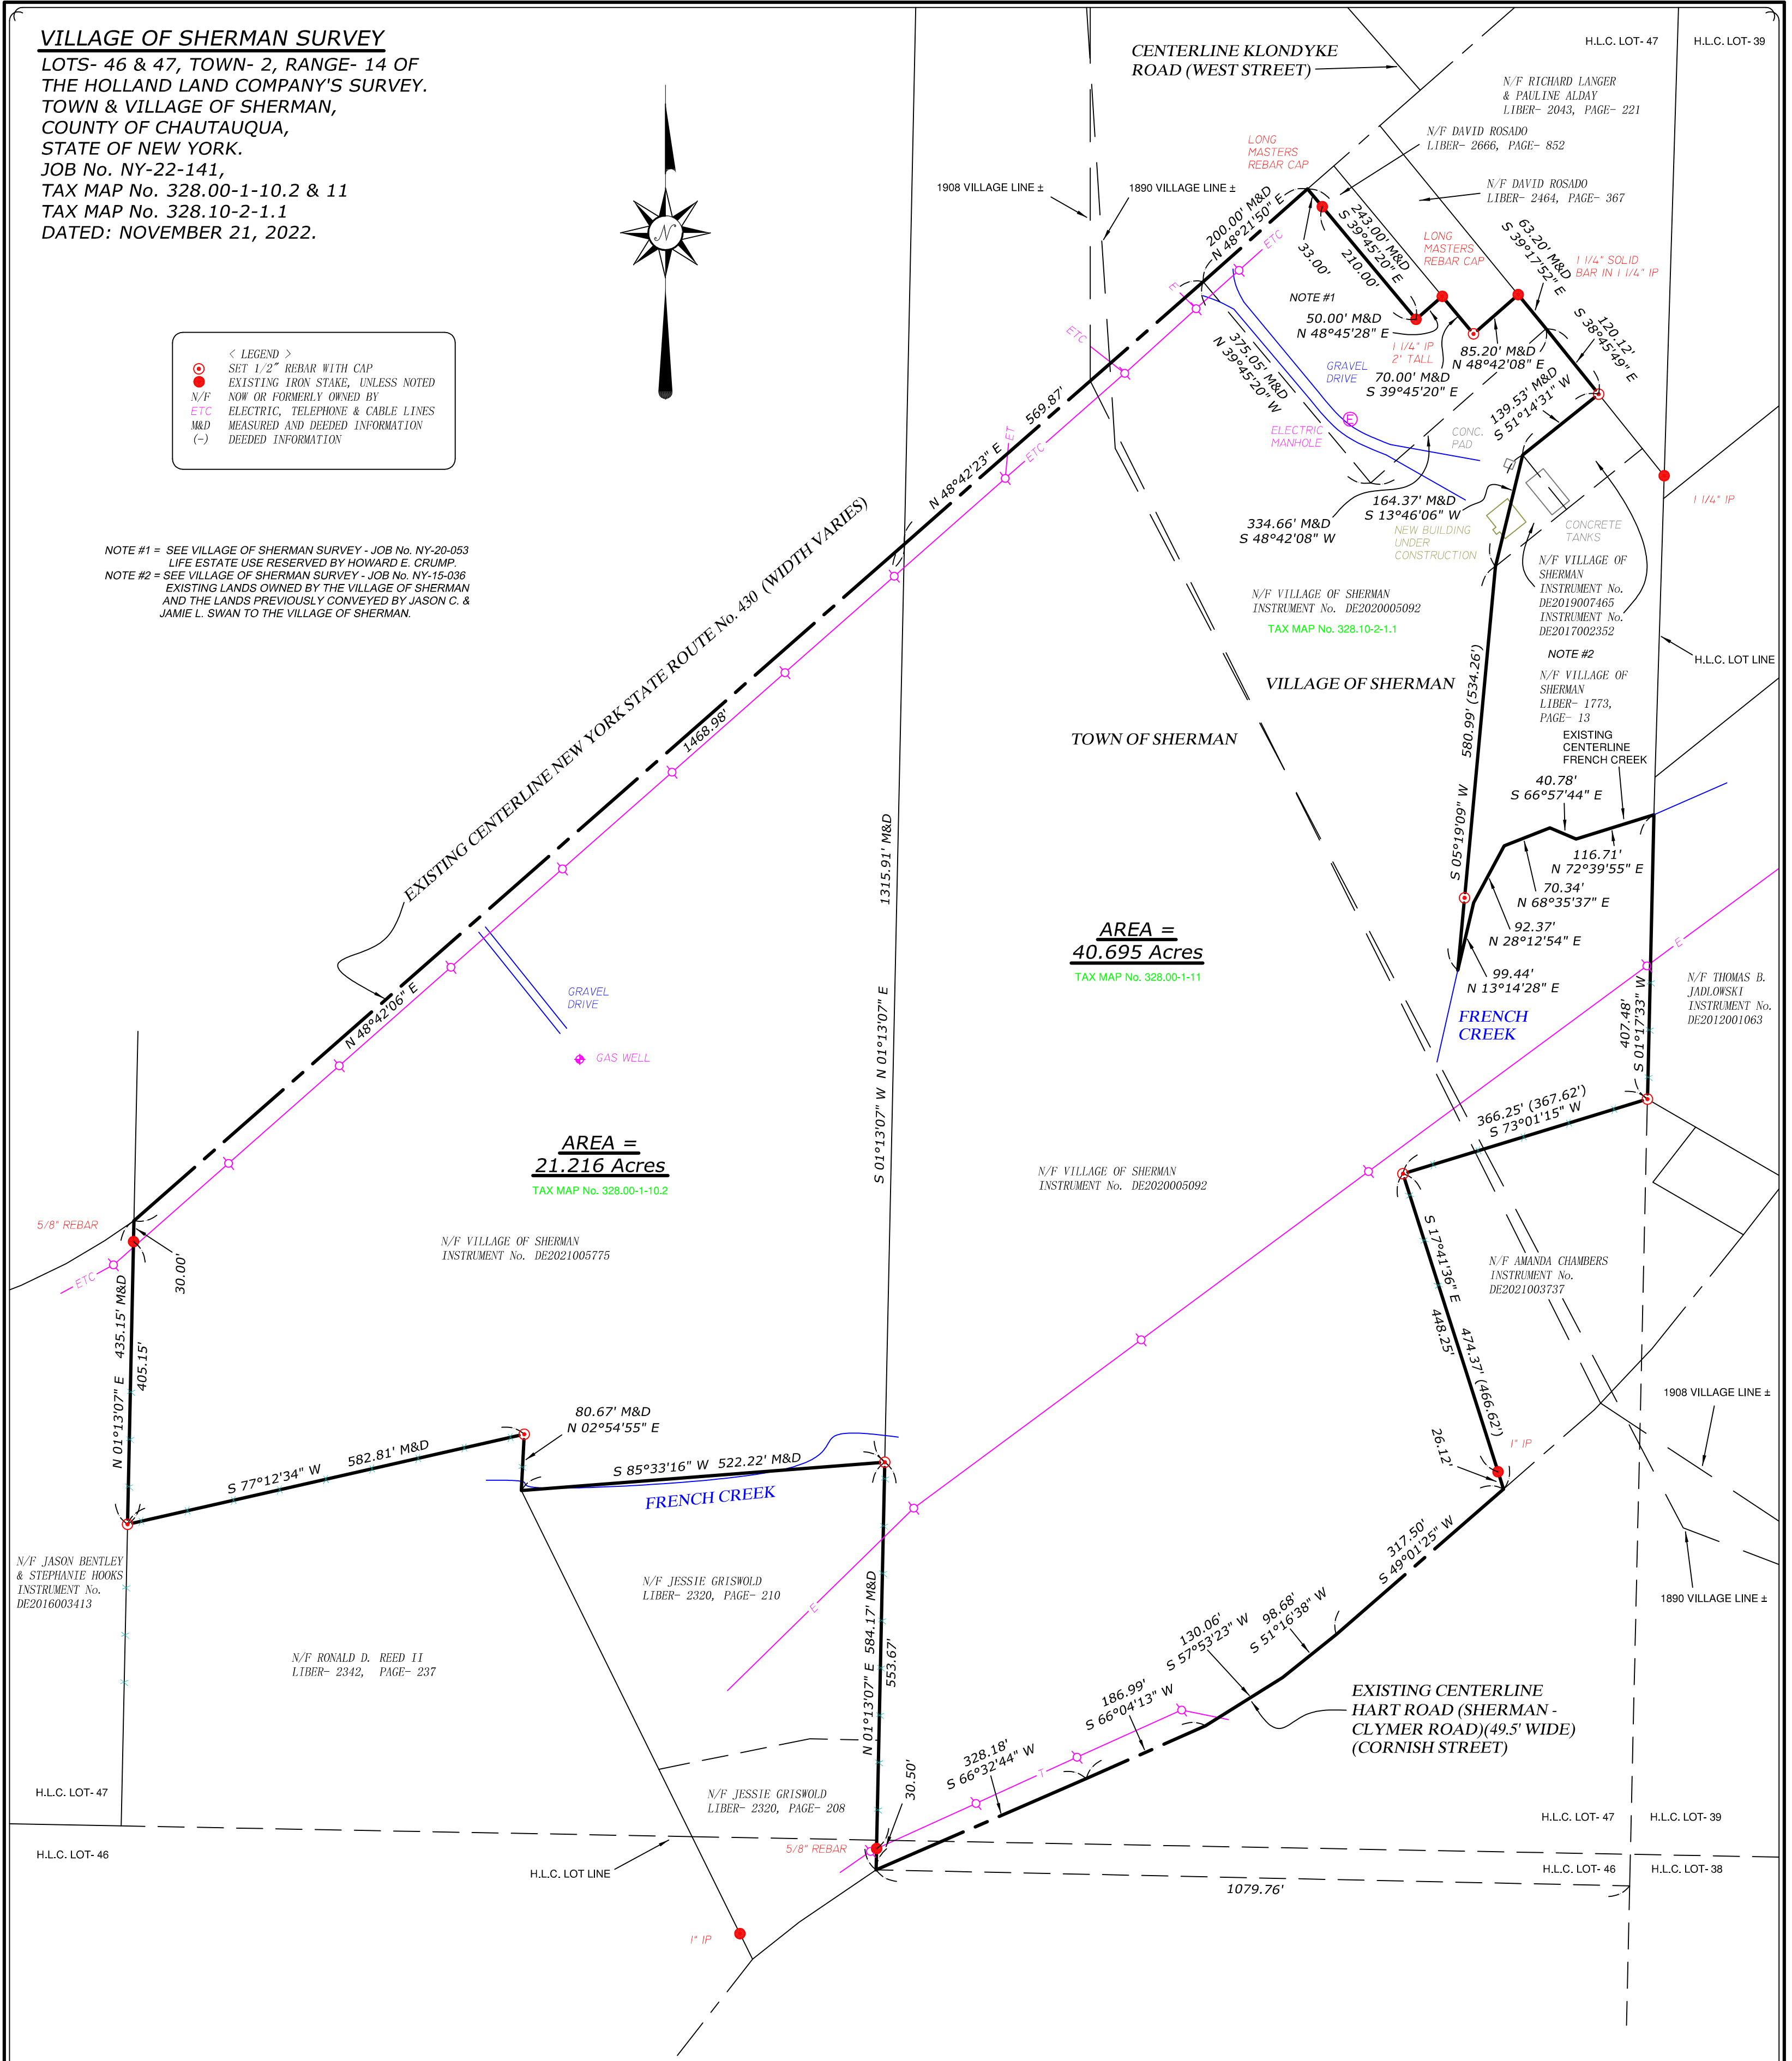 VILLAGE OF SHERMAN SURVEY
LOTS- 46 & 47, TOWN- 2, RANGE- 14 OF
THE HOLLAND LAND COMPANY'S SURVEY.
TOWN & VILLAGE OF SHERMAN,
COUNTY OF CHAUTAUQUA,
STATE OF NEW YORK.
JOB No. NY-22-141,
TAX MAP No. 328.00-1-10.2 & 11
TAX MAP No. 328.10-2-1.1
DATED: NOVEMBER 21, 2022.
N
< LEGEND >
SET 1/2" REBAR WITH CAP
EXISTING IRON STAKE, UNLESS NOTED
N/F NOW OR FORMERLY OWNED BY
ETC ELECTRIC, TELEPHONE & CABLE LINES
M&D MEASURED AND DEEDED INFORMATION
(-) DEEDED INFORMATION
NOTE #1 = SEE VILLAGE OF SHERMAN SURVEY - JOB No. NY-20-053
LIFE ESTATE USE RESERVED BY HOWARD E. CRUMP.
NOTE #2 = SEE VILLAGE OF SHERMAN SURVEY - JOB No. NY-15-036
EXISTING LANDS OWNED BY THE VILLAGE OF SHERMAN
AND THE LANDS PREVIOUSLY CONVEYED BY JASON C. &
JAMIE L. SWAN TO THE VILLAGE OF SHERMAN.
CENTERLINE KLONDYKE
ROAD (WEST STREET)
H.L.C. LOT- 47
H.L.C. LOT- 39
N/F RICHARD LANGER
& PAULINE ALDAY
LIBER- 2043, PAGE- 221
N/F DAVID ROSADO
LIBER- 2666, PAGE- 852
N/F DAVID ROSADO
LIBER- 2464, PAGE- 367
LONG
MASTERS
REBAR CAP
1908 VILLAGE LINE ±
1890 VILLAGE LINE ±
200.00' M&D
N 48°21'50" E
ETC
33.00'
243.00' M&D
S 39°45'20" E
210.00'
LONG
MASTERS
REBAR CAP
63.20' M&D
S 39°17'52" E
1 1/4" SOLID
BAR IN 1 1/4" IP
E
NOTE #1
50.00' M&D
N 48°45'28" E
1 1/4" IP
2' TALL
85.20' M&D
N 48°42'08" E
70.00' M&D
S 39°45'20" E
120.12'
S 38°45'49" E
ETC
375.05' M&D
N 39°45'20" W
GRAVEL
DRIVE
E
ELECTRIC
MANHOLE
CONC.
PAD
139.53' M&D
S 51°14'31" W
569.87'
N 48°42'23" E
ET
ETC
334.66' M&D
S 48°42'08" W
164.37' M&D
S 13°46'06" W
NEW BUILDING
UNDER
CONSTRUCTION
CONCRETE
TANKS
1 1/4" IP
N/F VILLAGE OF
SHERMAN
INSTRUMENT No.
DE2019007465
INSTRUMENT No.
DE2017002352
NOTE #2
N/F VILLAGE OF SHERMAN
INSTRUMENT No. DE2020005092
TAX MAP No. 328.10-2-1.1
H.L.C. LOT LINE
VILLAGE OF SHERMAN
TOWN OF SHERMAN
N/F VILLAGE OF
SHERMAN
LIBER- 1773,
PAGE- 13
EXISTING
CENTERLINE
FRENCH CREEK
S 05°19'09" W 580.99' (534.26')
40.78'
S 66°57'44" E
116.71'
N 72°39'55" E
70.34'
N 68°35'37" E
92.37'
N 28°12'54" E
99.44'
N 13°14'28" E
FRENCH
CREEK
EXISTING CENTERLINE NEW YORK STATE ROUTE No. 430 (WIDTH VARIES)
1468.98'
N 48°42'06" E
1315.91' M&D
S 01°13'07" W N 01°13'07" E
AREA =
40.695 Acres
TAX MAP No. 328.00-1-11
E
407.48'
S 01°17'33" W
N/F THOMAS B.
JADLOWSKI
INSTRUMENT No.
DE2012001063
GRAVEL
DRIVE
GAS WELL
AREA =
21.216 Acres
TAX MAP No. 328.00-1-10.2
366.25' (367.62')
S 73°01'15" W
N/F VILLAGE OF SHERMAN
INSTRUMENT No. DE2020005092
5/8" REBAR
ETC
30.00'
N/F VILLAGE OF SHERMAN
INSTRUMENT No. DE2021005775
N 01°13'07" E 435.15' M&D
405.15'
S 17°41'36" E 474.37' (466.62')
448.25'
26.12'
1" IP
N/F AMANDA CHAMBERS
INSTRUMENT No.
DE2021003737
1908 VILLAGE LINE ±
1890 VILLAGE LINE ±
S 77°12'34" W 582.81' M&D
80.67' M&D
N 02°54'55" E
S 85°33'16" W 522.22' M&D
FRENCH CREEK
N/F JASON BENTLEY
& STEPHANIE HOOKS
INSTRUMENT No.
DE2016003413
N/F JESSIE GRISWOLD
LIBER- 2320, PAGE- 210
E
N 01°13'07" E 584.17' M&D
553.67'
317.50'
S 49°01'25" W
98.68'
S 51°16'38" W
130.06'
S 57°53'23" W
186.99'
S 66°04'13" W
328.18'
S 66°32'44" W
T
N/F RONALD D. REED II
LIBER- 2342, PAGE- 237
EXISTING CENTERLINE
HART ROAD (SHERMAN -
CLYMER ROAD)(49.5' WIDE)
(CORNISH STREET)
N/F JESSIE GRISWOLD
LIBER- 2320, PAGE- 208
30.50'
5/8" REBAR
H.L.C. LOT- 47
H.L.C. LOT- 46
H.L.C. LOT LINE
H.L.C. LOT- 47
H.L.C. LOT- 39
H.L.C. LOT- 46
H.L.C. LOT- 38
1079.76'
1" IP